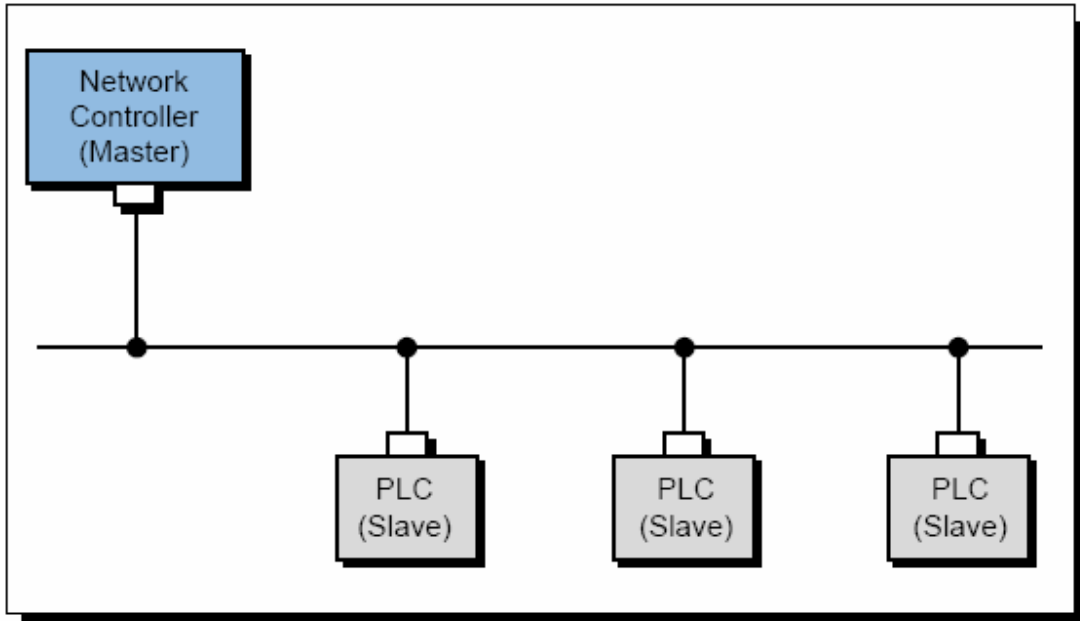 Network
Controller
(Master)
PLC
(Slave)
PLC
(Slave)
PLC
(Slave)